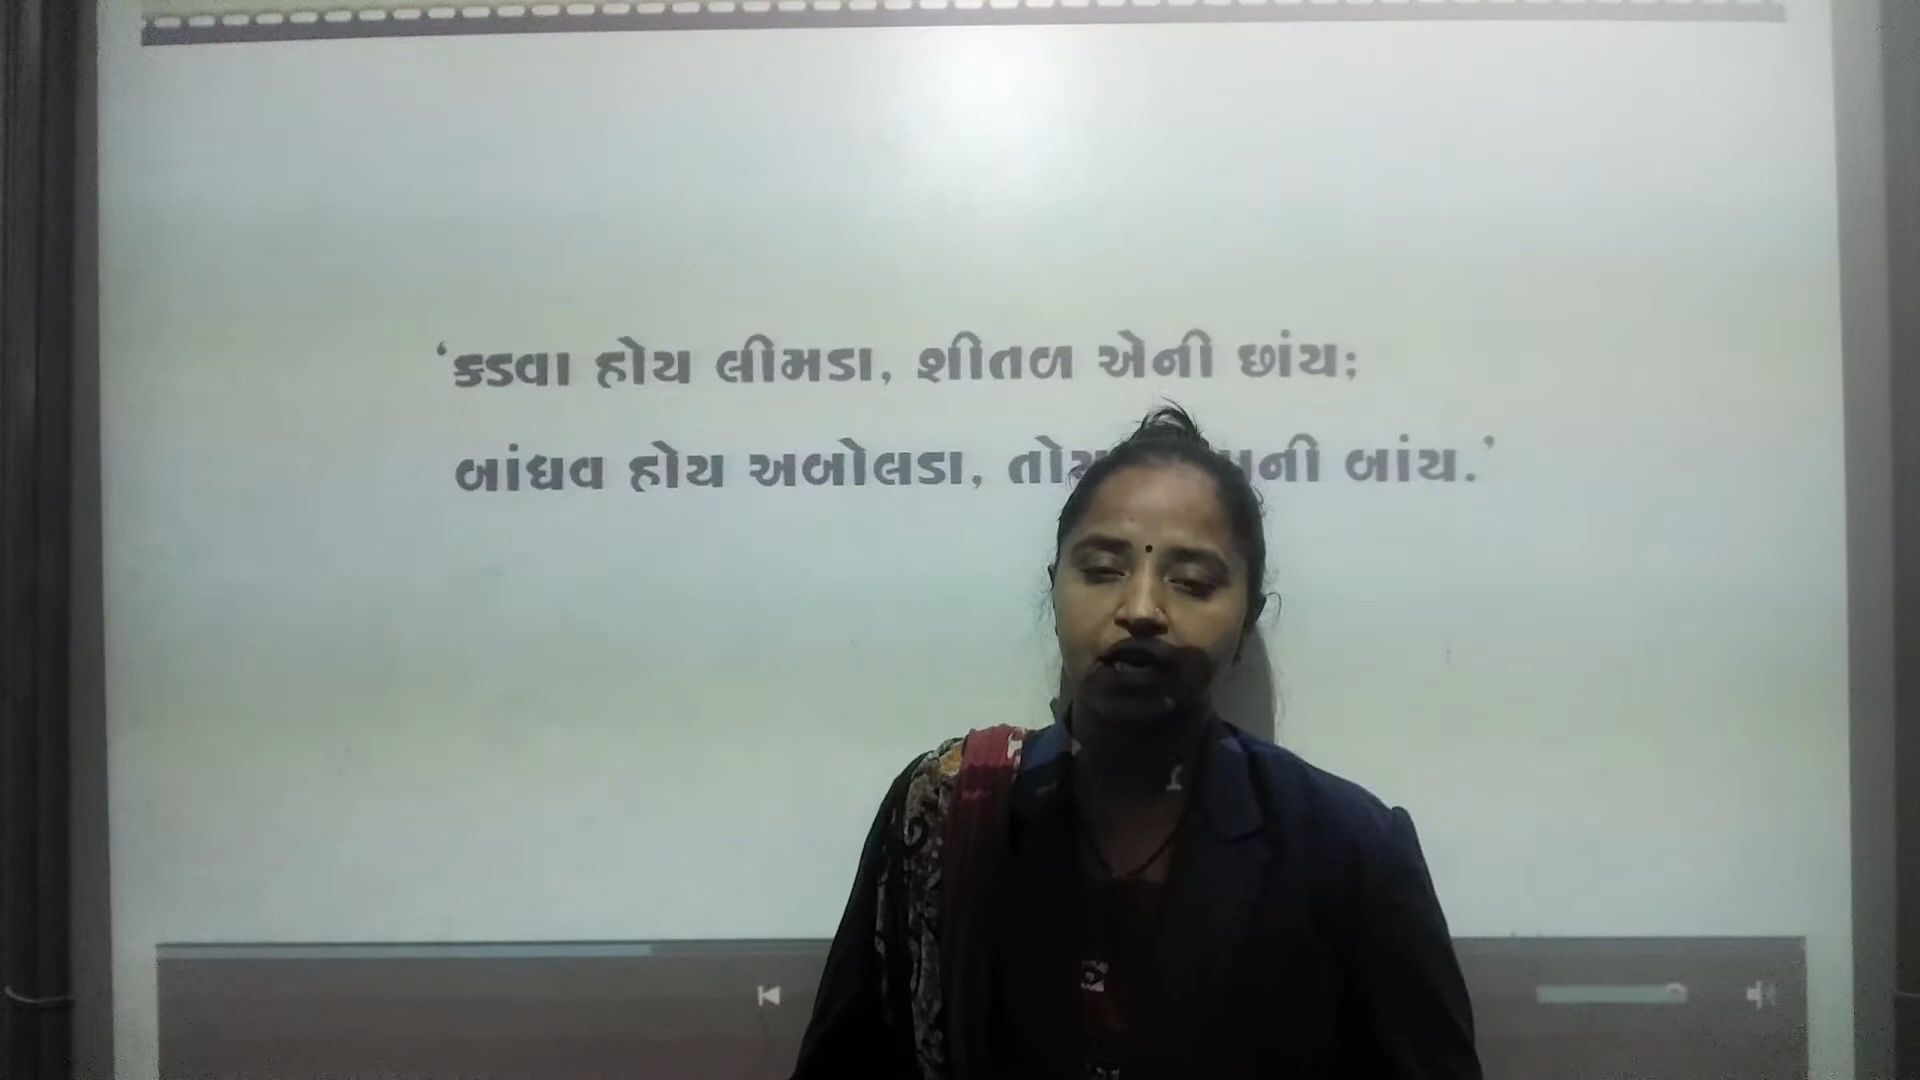 ‘કડવા હોય લીમડા, શીતળ એની છાંય;
બાંધવ હોય અબોલડા, બાંય.’